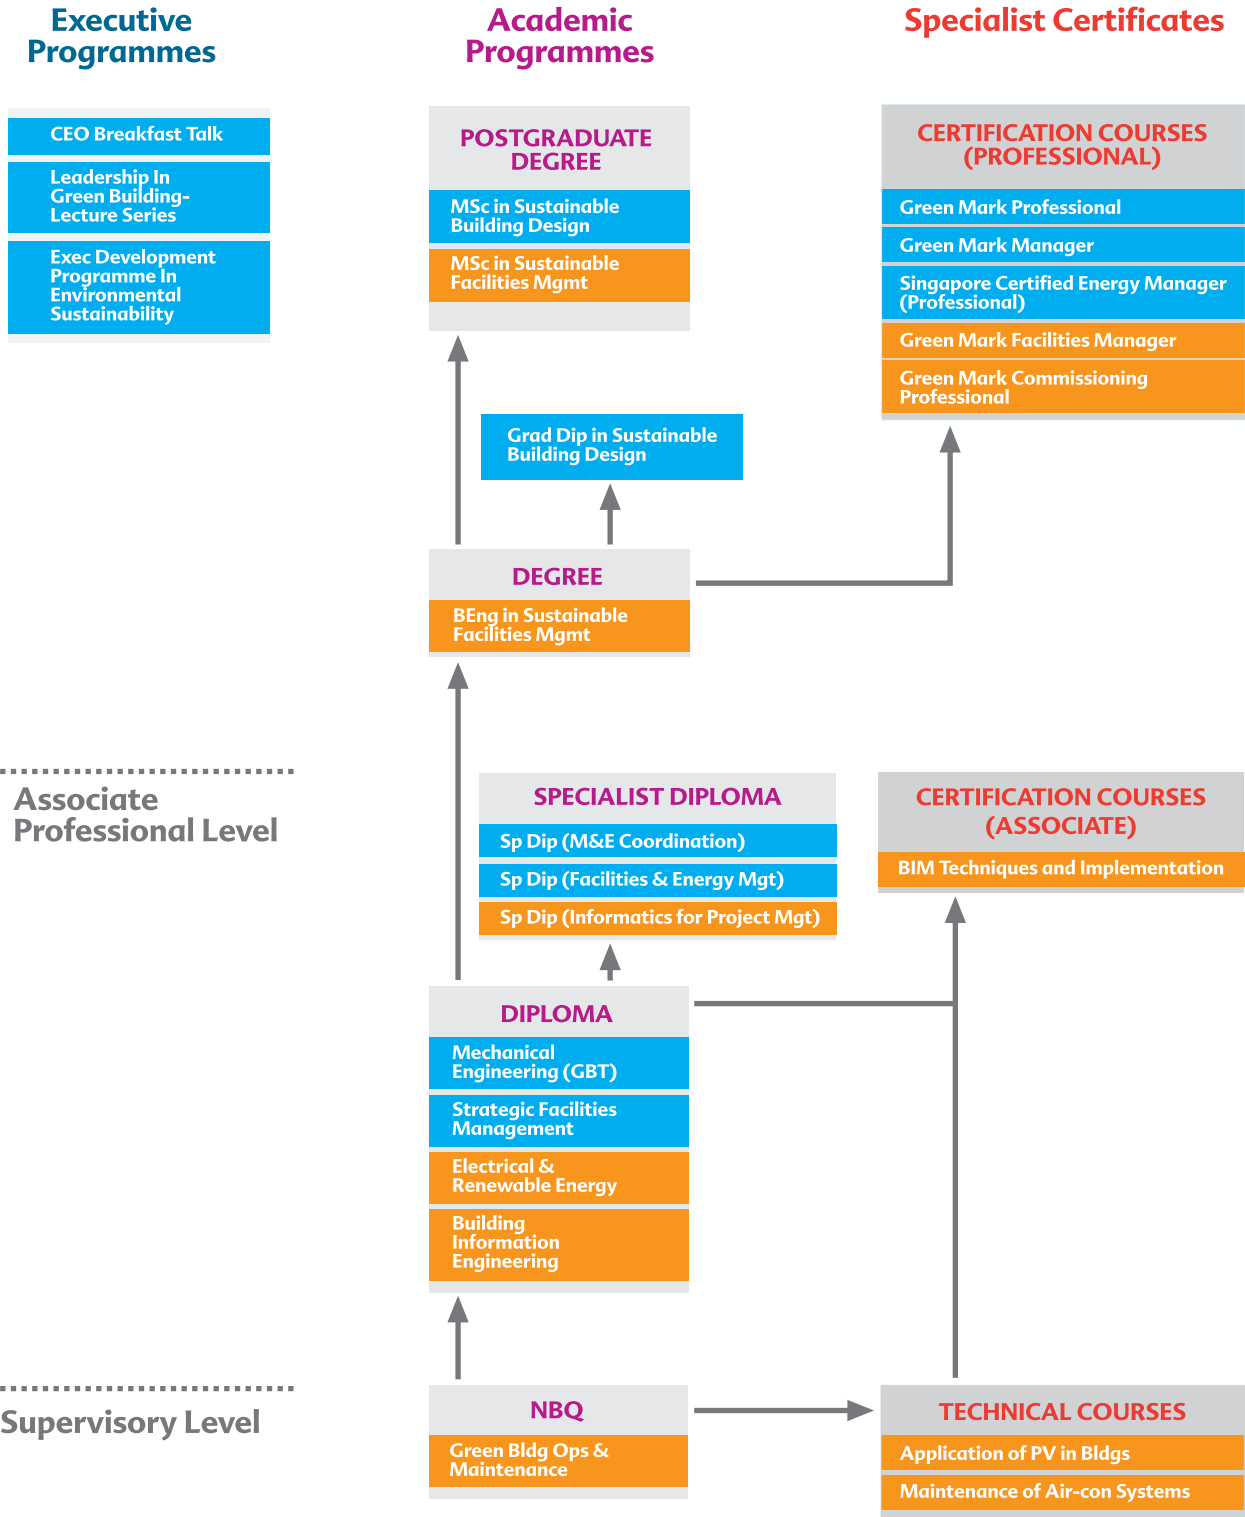 Executive
Programmes
CEO Breakfast Talk
Leadership In
Green Building-
Lecture Series
Exec Development
Programme In
Environmental
Sustainability
Academic
Programmes
POSTGRADUATE
DEGREE
MSc in Sustainable
Building Design
MSc in Sustainable
Facilities Mgmt
Grad Dip in Sustainable
Building Design
DEGREE
BEng in Sustainable
Facilities Mgmt
Specialist Certificates
CERTIFICATION COURSES
(PROFESSIONAL)
Green Mark Professional
Green Mark Manager
Singapore Certified Energy Manager
(Professional)
Green Mark Facilities Manager
Green Mark Commissioning
Professional
Associate
Professional Level
SPECIALIST DIPLOMA
Sp Dip (M&E Coordination)
Sp Dip (Facilities & Energy Mgt)
Sp Dip (Informatics for Project Mgt)
DIPLOMA
Mechanical
Engineering (GBT)
Strategic Facilities
Management
Electrical &
Renewable Energy
Building
Information
Engineering
CERTIFICATION COURSES
(ASSOCIATE)
BIM Techniques and Implementation
Supervisory Level
NBQ
Green Bldg Ops &
Maintenance
TECHNICAL COURSES
Application of PV in Bldgs
Maintenance of Air-con Systems